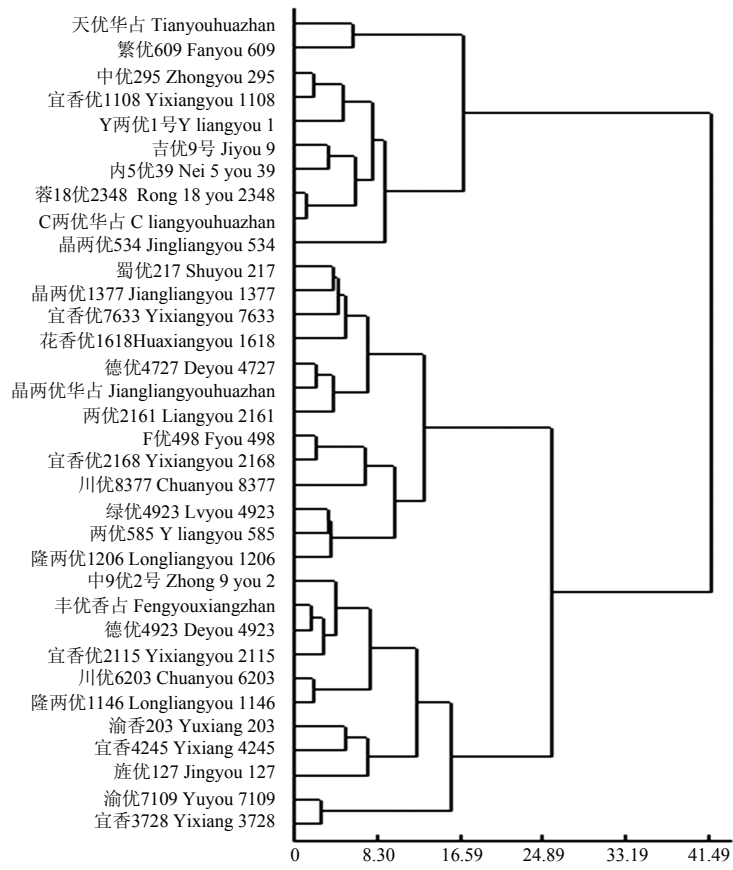 天优华占 Tianyouhuazhan
繁优609 Fanyou 609
中优295 Zhongyou 295
宜香优1108 Yixiangyou 1108
Y两优1号Y liangyou 1
吉优9号 Jiyou 9
内5优39 Nei 5 you 39
蓉18优2348 Rong 18 you 2348
C两优华占 C liangyouhuazhan
晶两优534 Jingliangyou 534
蜀优217 Shuyou 217
晶两优1377 Jiangliangyou 1377
宜香优7633 Yixiangyou 7633
花香优1618Huaxiangyou 1618
德优4727 Deyou 4727
晶两优华占 Jiangliangyouhuazhan
两优2161 Liangyou 2161
F优498 Fyou 498
宜香优2168 Yixiangyou 2168
川优8377 Chuanyou 8377
绿优4923 Lvyou 4923
两优585 Y liangyou 585
隆两优1206 Longliangyou 1206
中9优2号 Zhong 9 you 2
丰优香占 Fengyouxiangzhan
德优4923 Deyou 4923
宜香优2115 Yixiangyou 2115
川优6203 Chuanyou 6203
隆两优1146 Longliangyou 1146
渝香203 Yuxiang 203
宜香4245 Yixiang 4245
旌优127 Jingyou 127
渝优7109 Yuyou 7109
宜香3728 Yixiang 3728
0 8.30 16.59 24.89 33.19 41.49